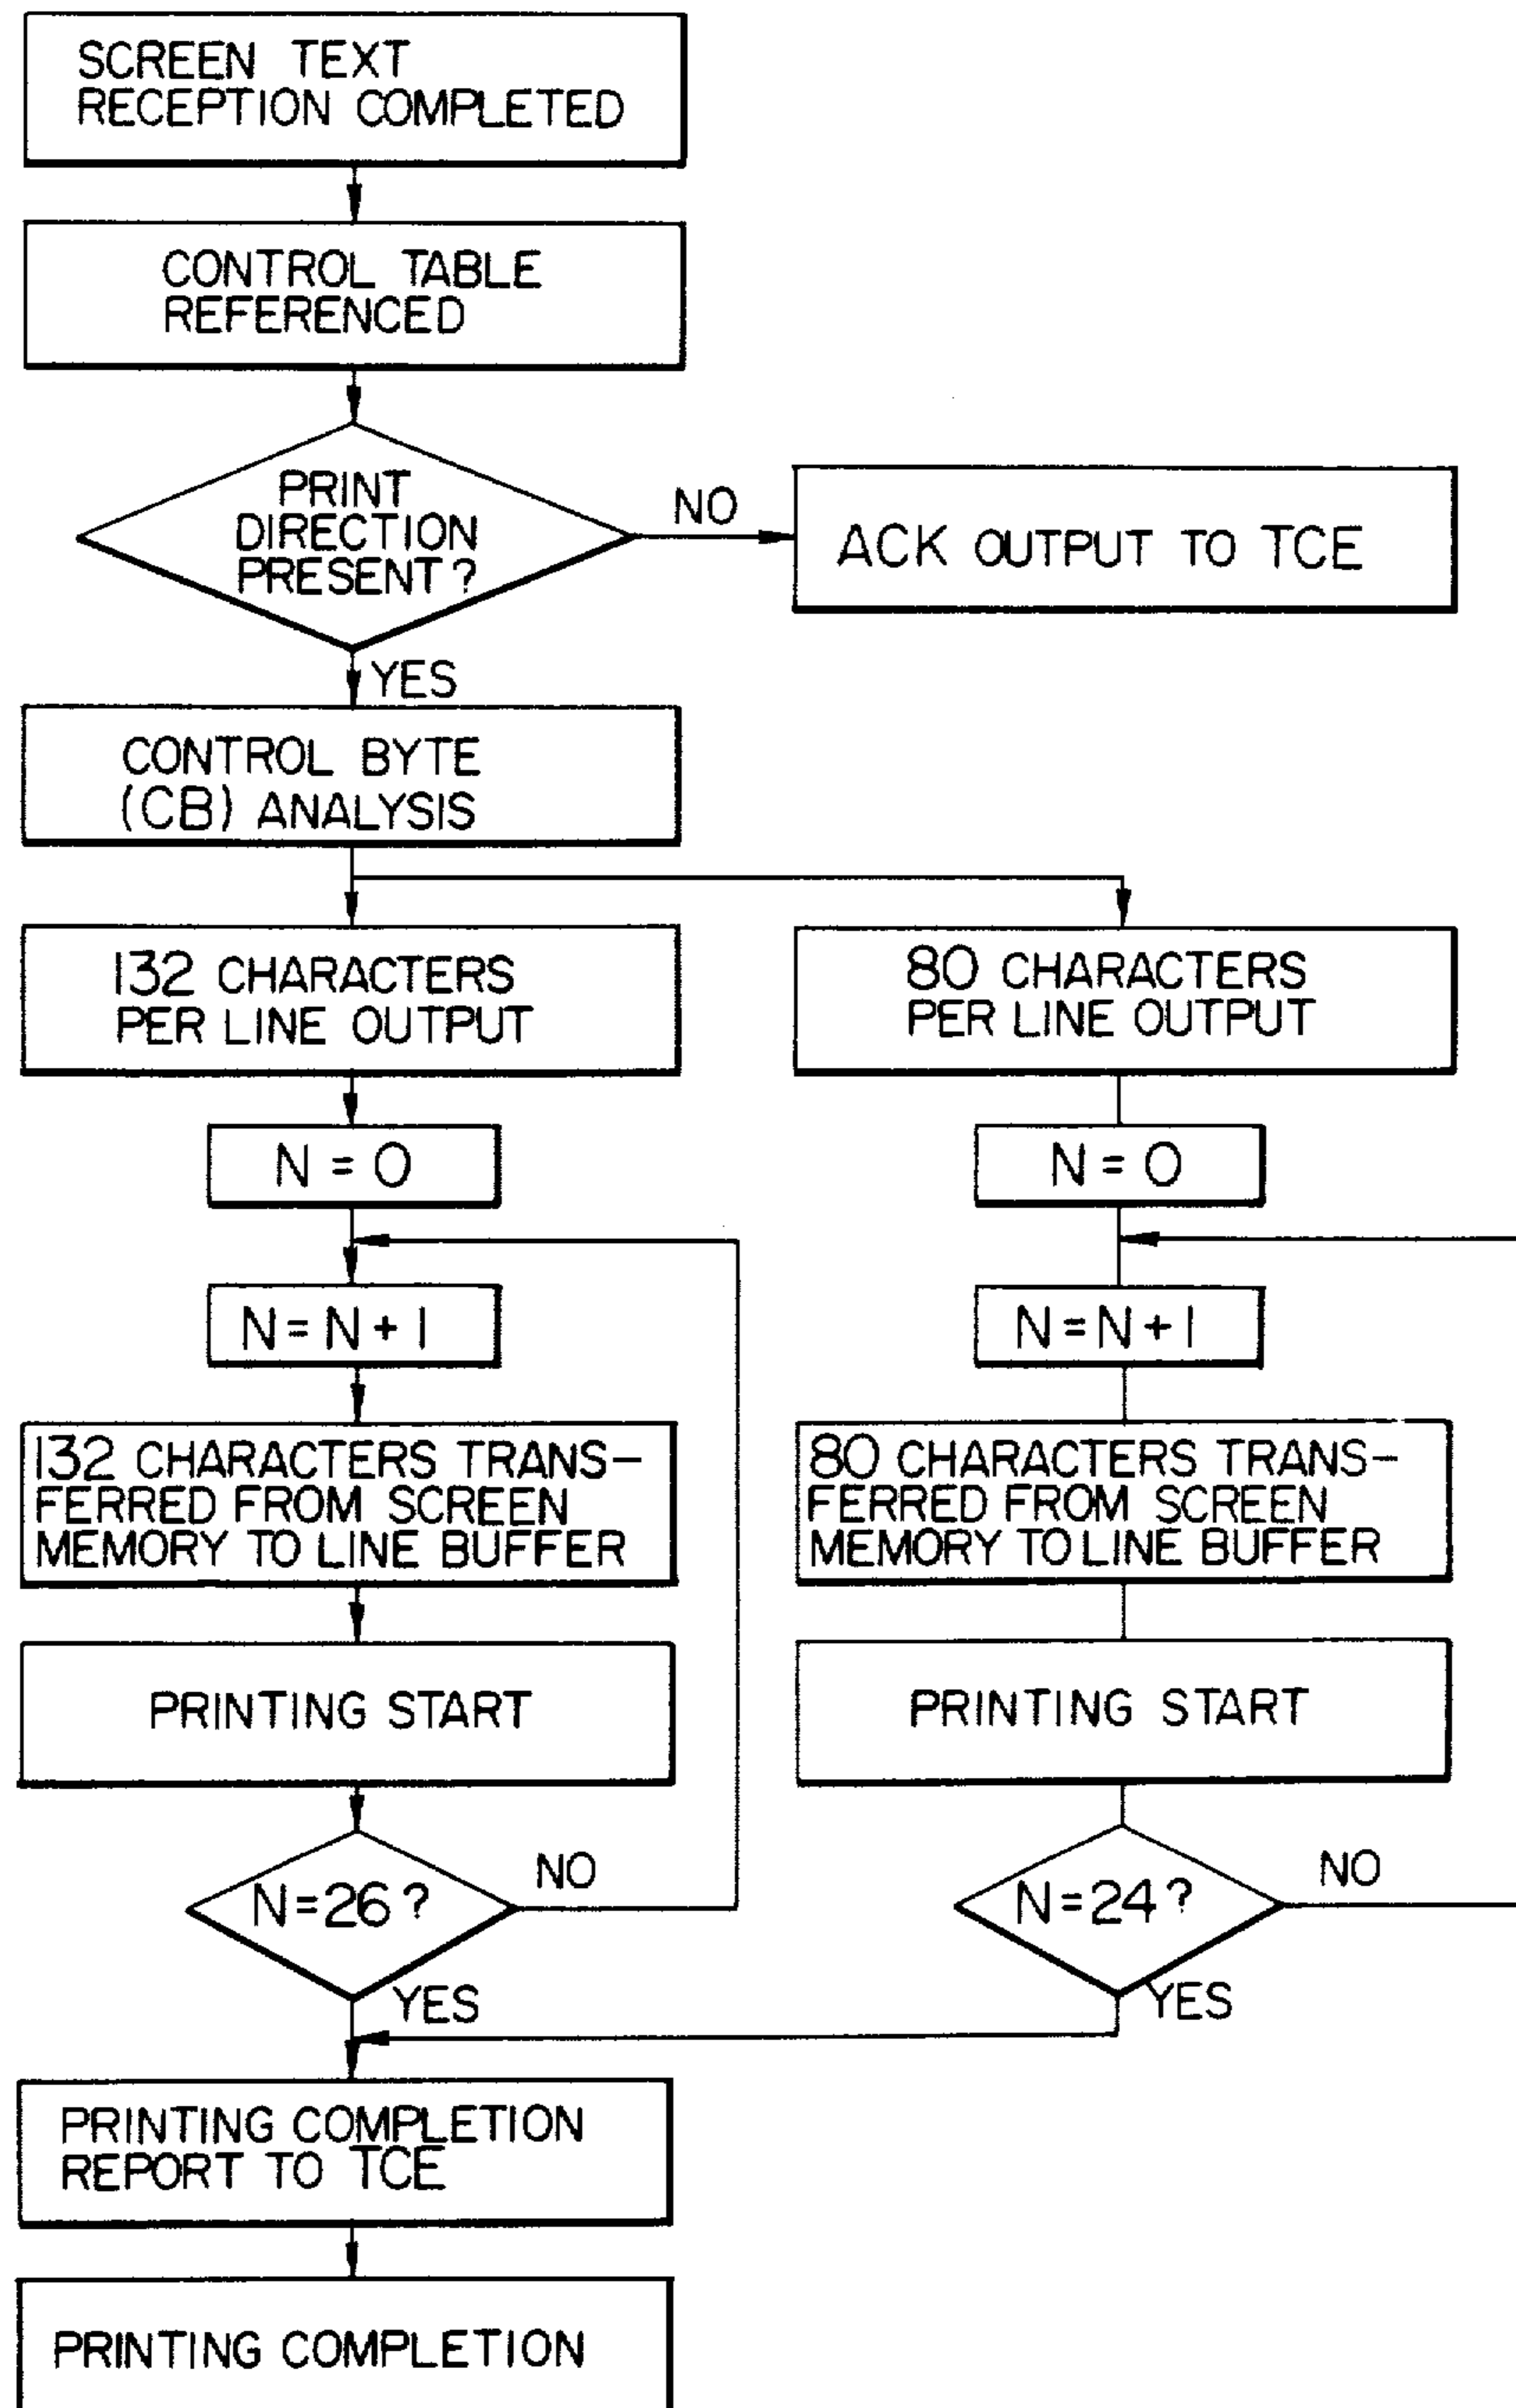 SCREEN TEXT
RECEPTION COMPLETED
CONTROL TABLE
REFERENCED
PRINT
DIRECTION
PRESENT?
NO
ACK OUTPUT TO TCE
YES
CONTROL BYTE
(CB) ANALYSIS
132 CHARACTERS
PER LINE OUTPUT
N = 0
N = N + 1
132 CHARACTERS TRANS-
FERRED FROM SCREEN
MEMORY TO LINE BUFFER
PRINTING START
N=26?
NO
YES
80 CHARACTERS
PER LINE OUTPUT
N = 0
N = N + 1
80 CHARACTERS TRANS-
FERRED FROM SCREEN
MEMORY TO LINE BUFFER
PRINTING START
N=24?
NO
YES
PRINTING COMPLETION
REPORT TO TCE
PRINTING COMPLETION